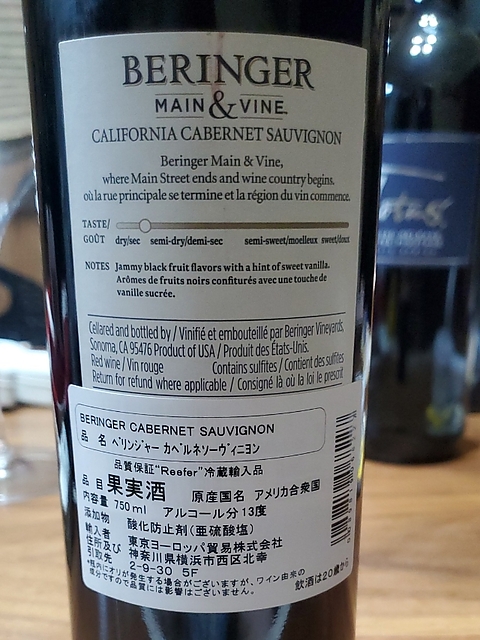 BERINGER
MAIN & VINE
CALIFORNIA CABERNET SAUVIGNON
Beringer Main & Vine,
where Main Street ends and wine country begins.
où la rue principale se termine et la région du vin commence.
TASTE/
GOÛT
dry/sec semi-dry/demi-sec semi-sweet/moelleux sweet/doux
NOTES Jammy black fruit flavors with a hint of sweet vanilla.
Arômes de fruits noirs confiturés avec une touche de
vanille sucrée.
Cellared and bottled by / Vinifié et embouteillé par Beringer Vineyards,
Sonoma, CA 95476 Product of USA / Produit des États-Unis.
Red wine / Vin rouge Contains sulfites / Contient des sulfites
Return for refund where applicable / Consigné là où la loi le prescrit
BERINGER CABERNET SAUVIGNON
品 名 ベリンジャー カベルネソーヴィニヨン
品質保証"Reefer"冷蔵輸入品
品目 果実酒 原産国名 アメリカ合衆国
内容量 750ml アルコール分 13度
添加物 酸化防止剤(亜硫酸塩)
輸入者 東京ヨーロッパ貿易株式会社
住所及び 神奈川県横浜市西区北幸
引取先 2-9-30 5F
*瓶内にオリが発生する場合がございますが、ワイン由来の
成分ですので品質には影響はございません。
飲酒は20歳から